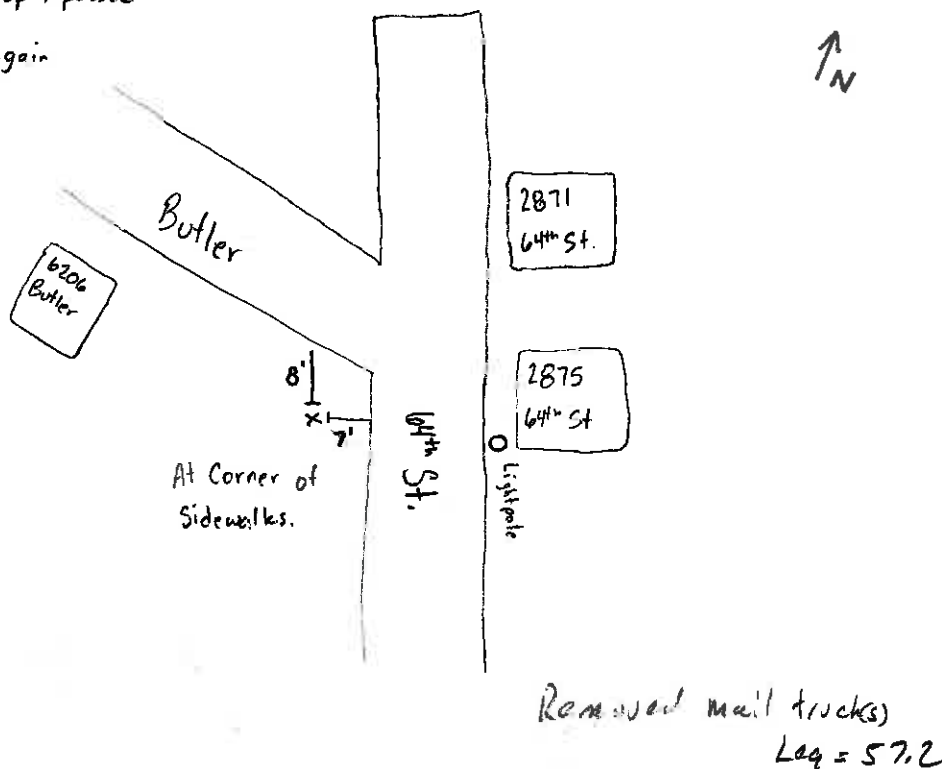 gain
N
Butler
2871
64th St.
6206
Butler
8'
X
7'
2875
64th St
64th St.
Lightpole
At Corner of
Sidewalks.
Removed mail truck(s)
Leq = 57.2